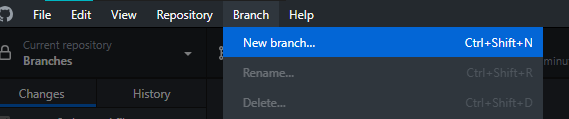 File Edit View Repository Branch Help
New branch... Ctrl+Shift+N
Current repository
Branches
Rename... Ctrl+Shift+R
Delete... Ctrl+Shift+D
Changes History